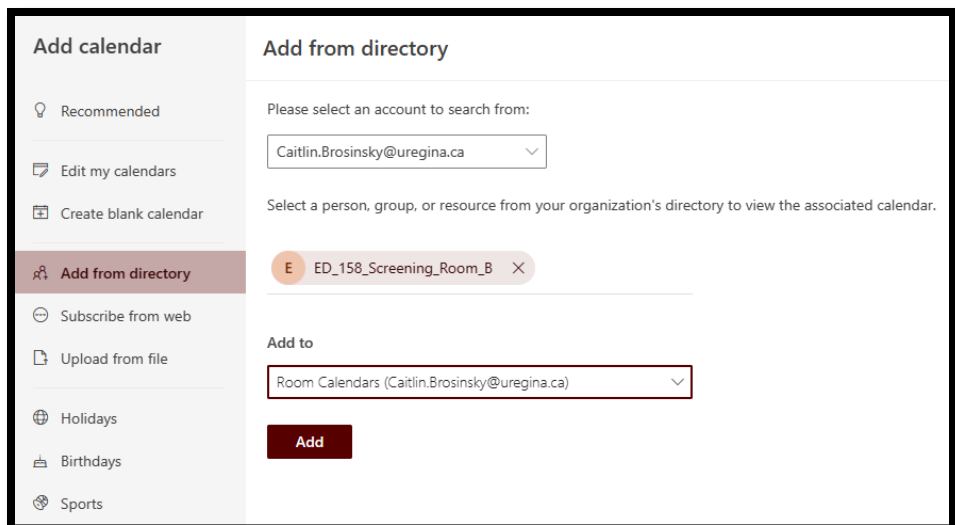 Add calendar
Recommended
Edit my calendars
Create blank calendar
Add from directory
Subscribe from web
Upload from file
Holidays
Birthdays
Sports
Add from directory
Please select an account to search from:
Caitlin.Brosinsky@uregina.ca
Select a person, group, or resource from your organization's directory to view the associated calendar.
E ED_158_Screening_Room_B
Add to
Room Calendars (Caitlin.Brosinsky@uregina.ca)
Add